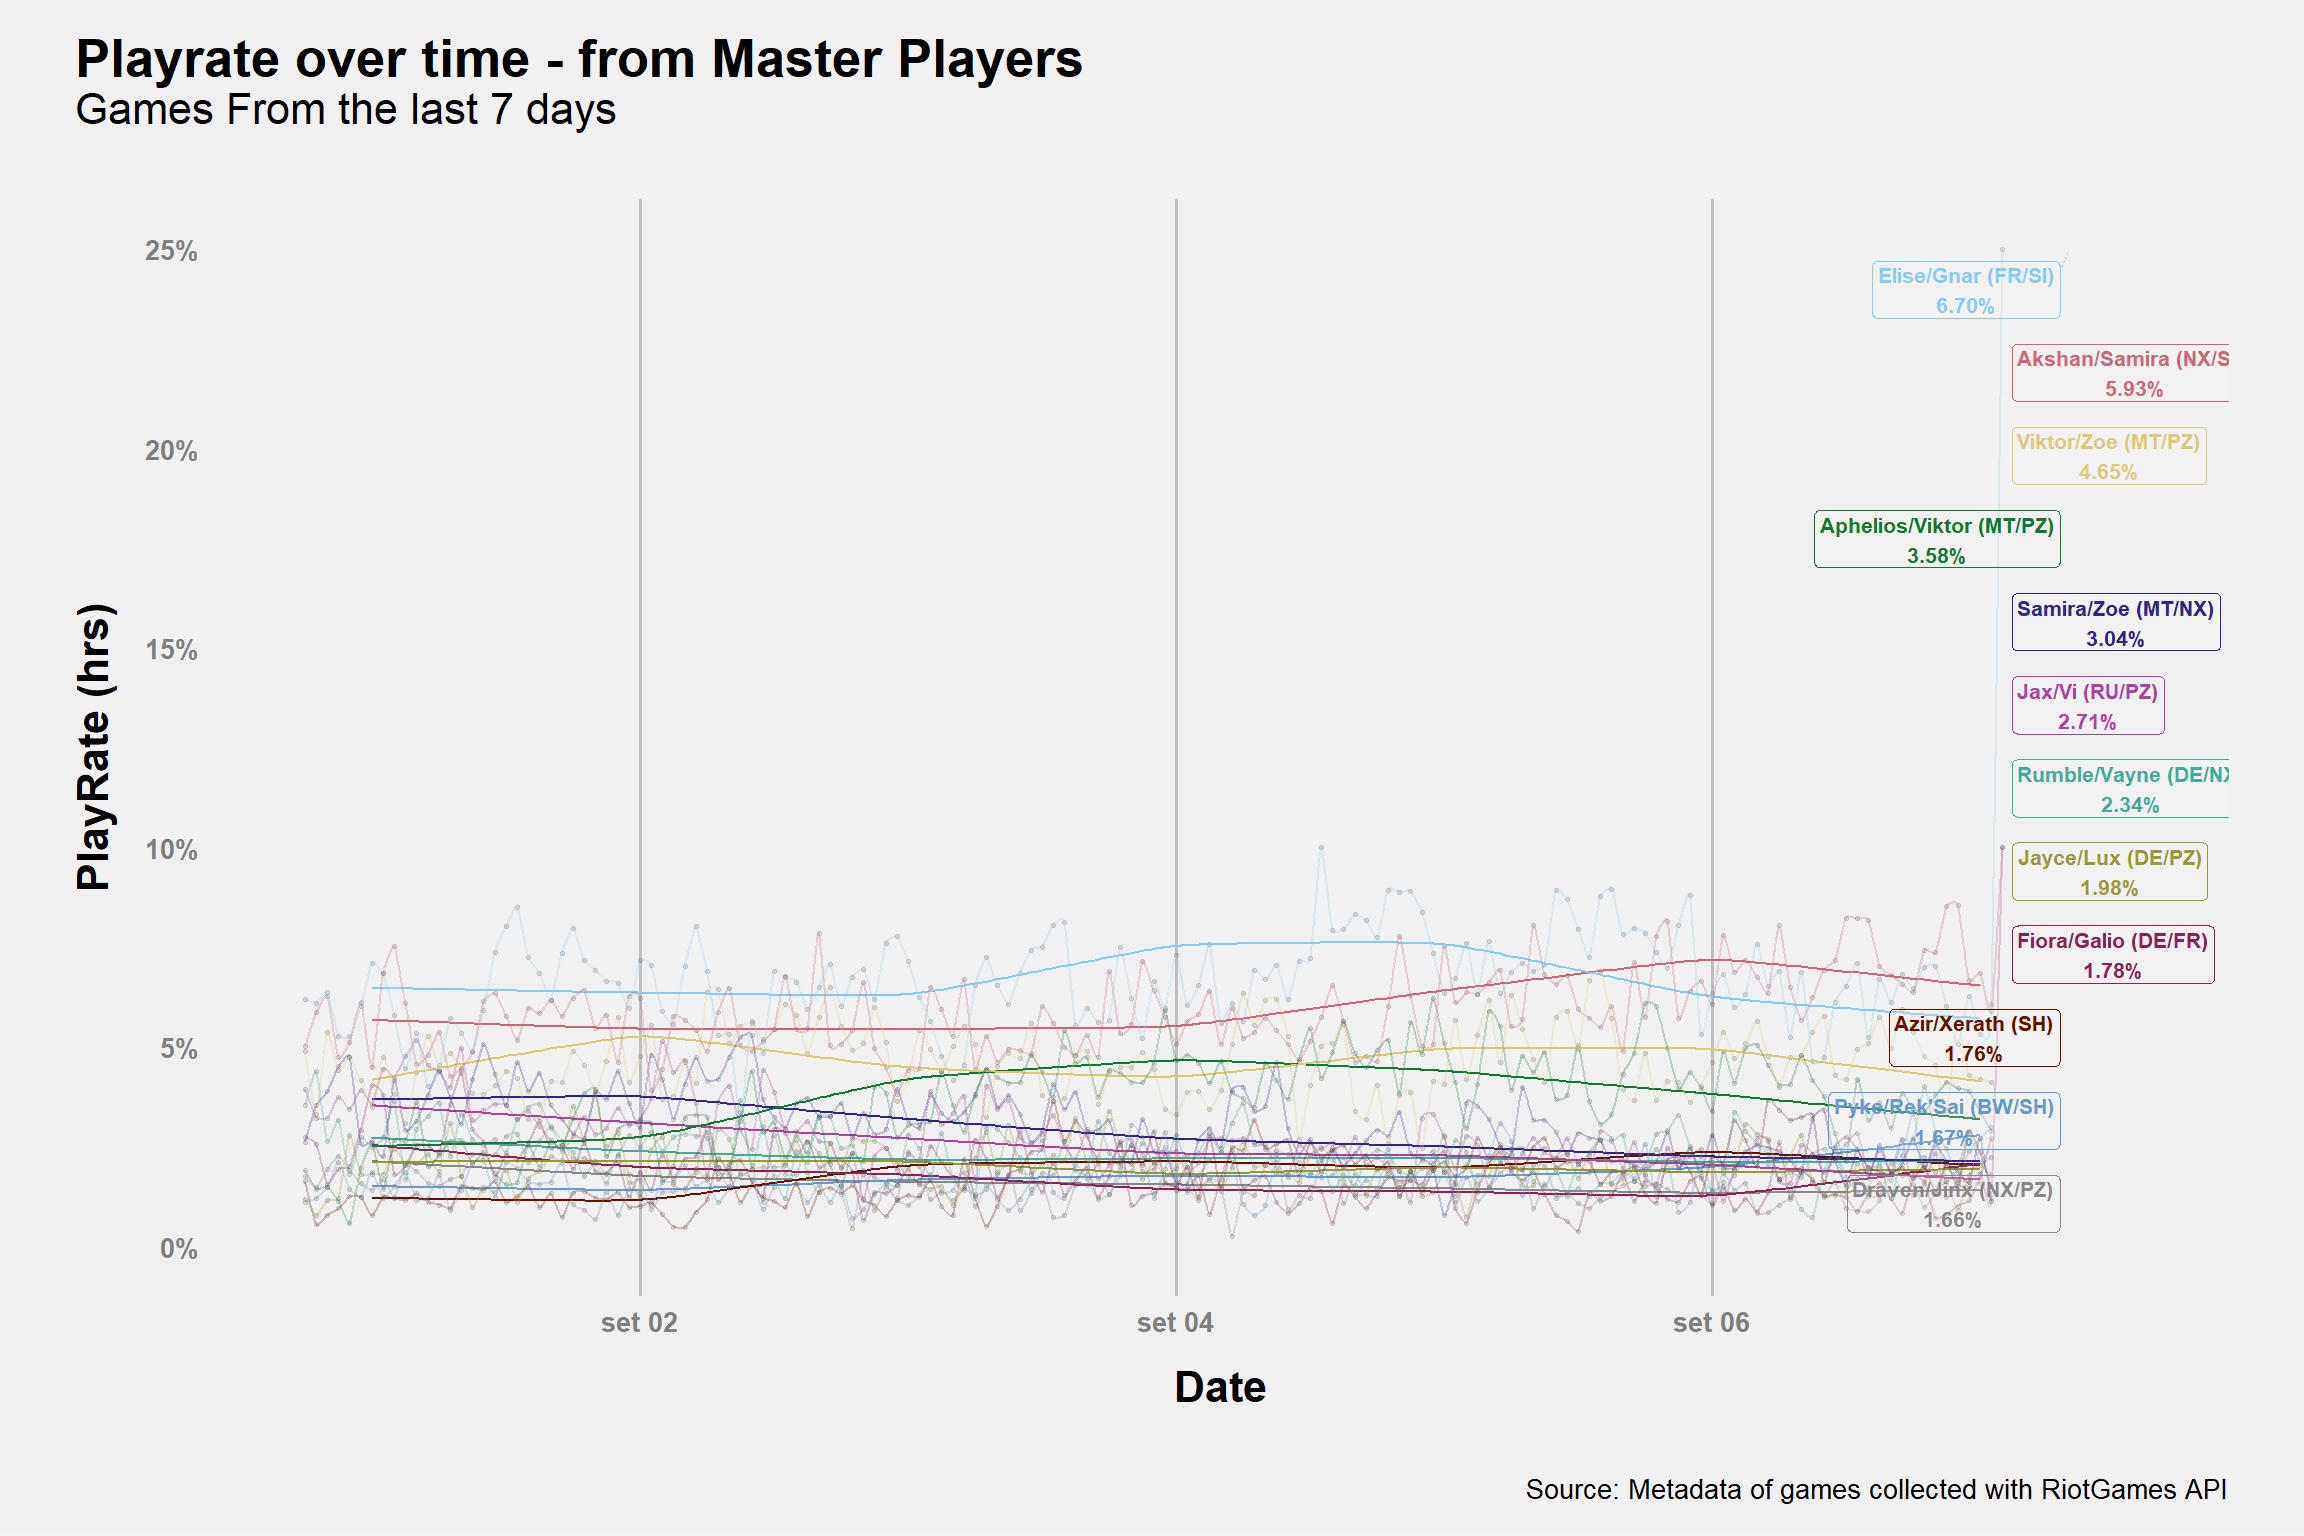 Playrate over time - from Master Players
Games From the last 7 days
PlayRate (hrs)
25%
20%
15%
10%
5%
0%
Elise/Gnar (FR/SI)
6.70%
Akshan/Samira (NX/S
5.93%
Viktor/Zoe (MT/PZ)
4.65%
Aphelios/Viktor (MT/PZ)
3.58%
Samira/Zoe (MT/NX)
3.04%
Jax/Vi (RU/PZ)
2.71%
Rumble/Vayne (DE/NX
2.34%
Jayce/Lux (DE/PZ)
1.98%
Fiora/Galio (DE/FR)
1.78%
Azir/Xerath (SH)
1.76%
Pyke/Rek'Sai (BW/SH)
1.67%
Draven/Jinx (NX/PZ)
1.66%
set 02
set 04
set 06
Date
Source: Metadata of games collected with RiotGames API